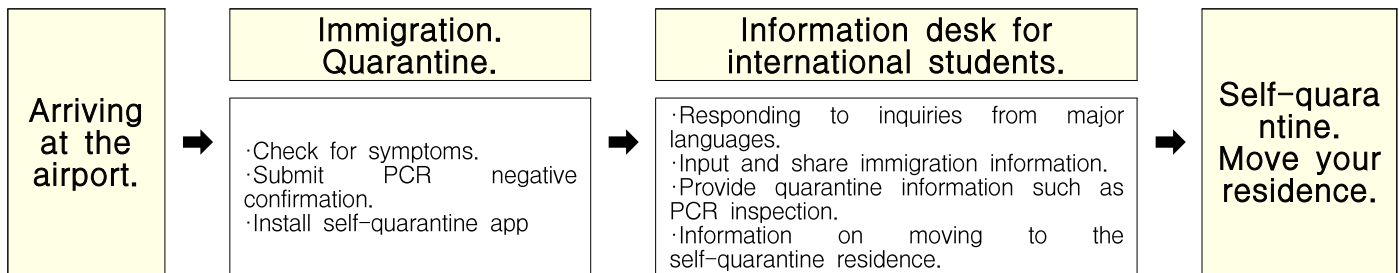 Arriving
at the
airport.
Immigration.
Quarantine.
·Check for symptoms.
·Submit PCR negative
confirmation.
·Install self-quarantine app
Information desk for
international students.
·Responding to inquiries from major
languages.
·Input and share immigration information.
·Provide quarantine information such as
PCR inspection.
·Information on moving to the
self-quarantine residence.
Self-quara
ntine.
Move your
residence.